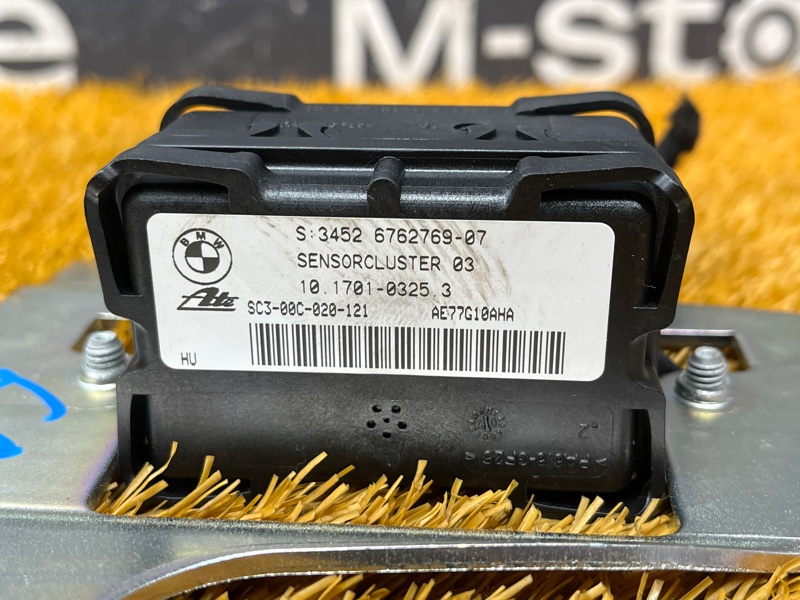 e M-sto
BMW
S:3452 6762769-07
SENSORCLUSTER 03
Ate
10.1701-0325.3
SC3-00C-020-121 AE77G10AHA
HU